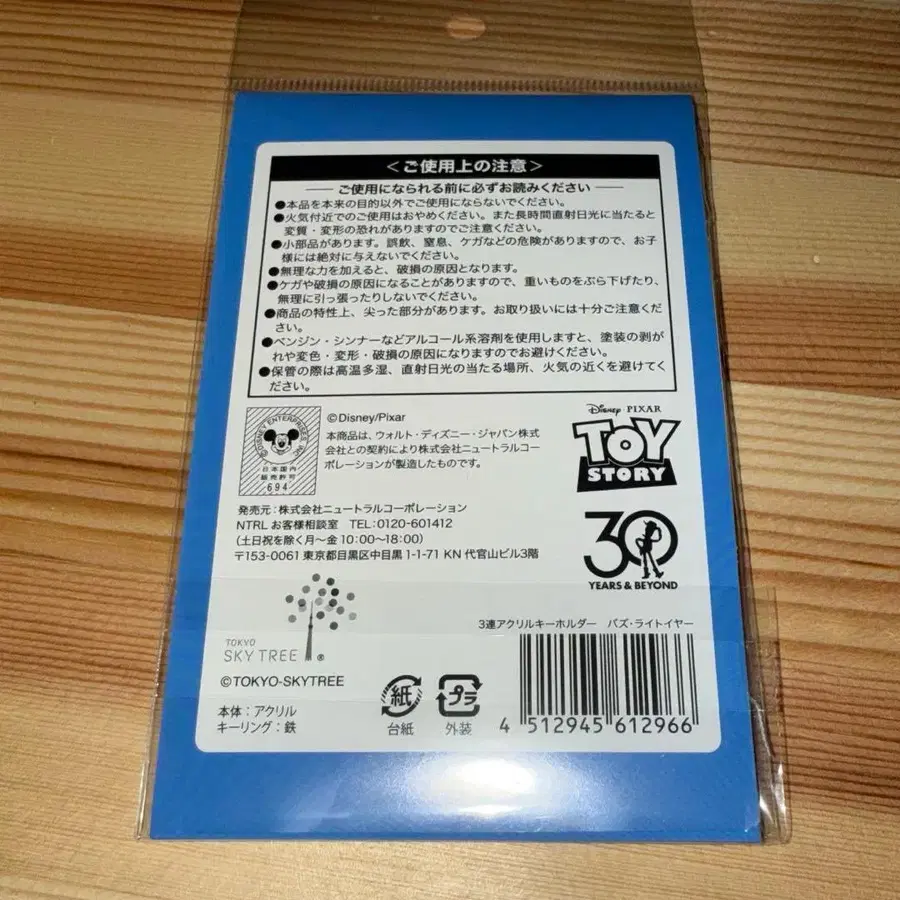 ＜ご使用上の注意＞
ご使用になられる前に必ずお読みください
●本品を本来の目的以外でご使用にならないでください。
●火気付近でのご使用はおやめください。また長時間直射日光に当たると
変質・変形の恐れがありますのでご注意ください。
●小部品があります。誤飲、窒息、ケガなどの危険がありますので、お子
様には絶対に与えないでください。
●無理な力を加えると、破損の原因となります。
●ケガや破損の原因になることがありますので、重いものをぶら下げたり、
無理に引っ張ったりしないでください。
●商品の特性上、尖った部分があります。お取り扱いには十分ご注意くだ
さい。
●ベンジン・シンナーなどアルコール系溶剤を使用しますと、塗装の剥が
れや変色・変形・破損の原因になりますのでお避けください。
●保管の際は高温多湿、直射日光の当たる場所、火気の近くを避けてく
ださい。
©DISNEY ENTERPRISES INC.
日本国内
販売許可
694
©Disney/Pixar
本商品は、ウォルト・ディズニー・ジャパン株式
会社との契約により株式会社ニュートラルコー
ポレーションが製造したものです。
Disney PIXAR
TOY
STORY
発売元：株式会社ニュートラルコーポレーション
NTRL お客様相談室 TEL:0120-601412
（土日祝を除く月～金 10:00～18:00）
〒153-0061 東京都目黒区中目黒 1-1-71 KN 代官山ビル3階
30
YEARS & BEYOND
TOKYO
SKYTREE®
©TOKYO-SKYTREE
3連アクリルキーホルダー バズ・ライトイヤー
本体：アクリル
キーリング：鉄
紙
台紙
プラ
外装
4 512945 612966